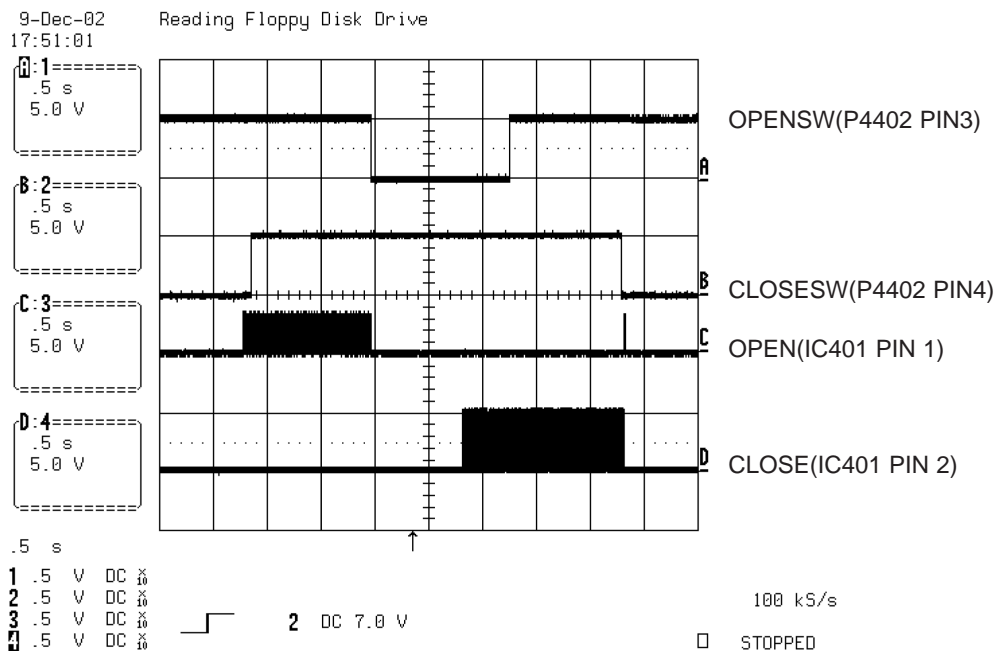 9-Dec-02
17:51:01
Reading Floppy Disk Drive
A:1
.5 s
5.0 V
B:2
.5 s
5.0 V
C:3
.5 s
5.0 V
D:4
.5 s
5.0 V
A
B
C
D
OPENSW(P4402 PIN3)
CLOSESW(P4402 PIN4)
OPEN(IC401 PIN 1)
CLOSE(IC401 PIN 2)
.5 s
1 .5 V DC x10
2 .5 V DC x10
3 .5 V DC x10
4 .5 V DC x10
2 DC 7.0 V
100 kS/s
STOPPED